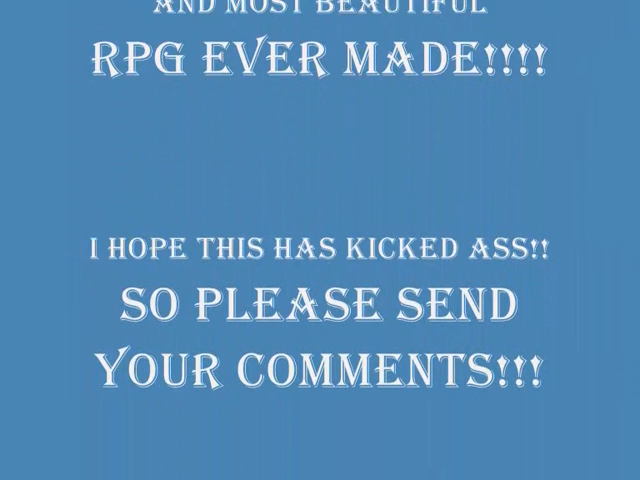 AND MOST BEAUTIFUL
RPG EVER MADE!!!!
I HOPE THIS HAS KICKED ASS!!
SO PLEASE SEND
YOUR COMMENTS!!!